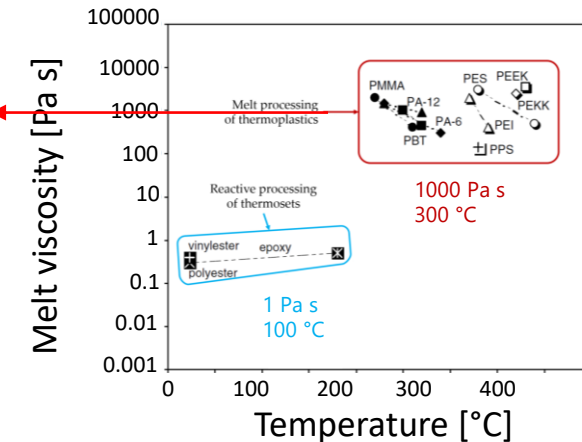 100000
10000
1000
100
10
1
0.1
0.01
0.001
Melt viscosity [Pa s]
PMMA
PA-12
PA-6
PBT
PES
PEEK
PEKK
PEI
PPS
Melt processing
of thermoplastics
1000 Pa s
300 °C
Reactive processing
of thermosets
vinylester
epoxy
polyester
1 Pa s
100 °C
0
100
200
300
400
Temperature [°C]